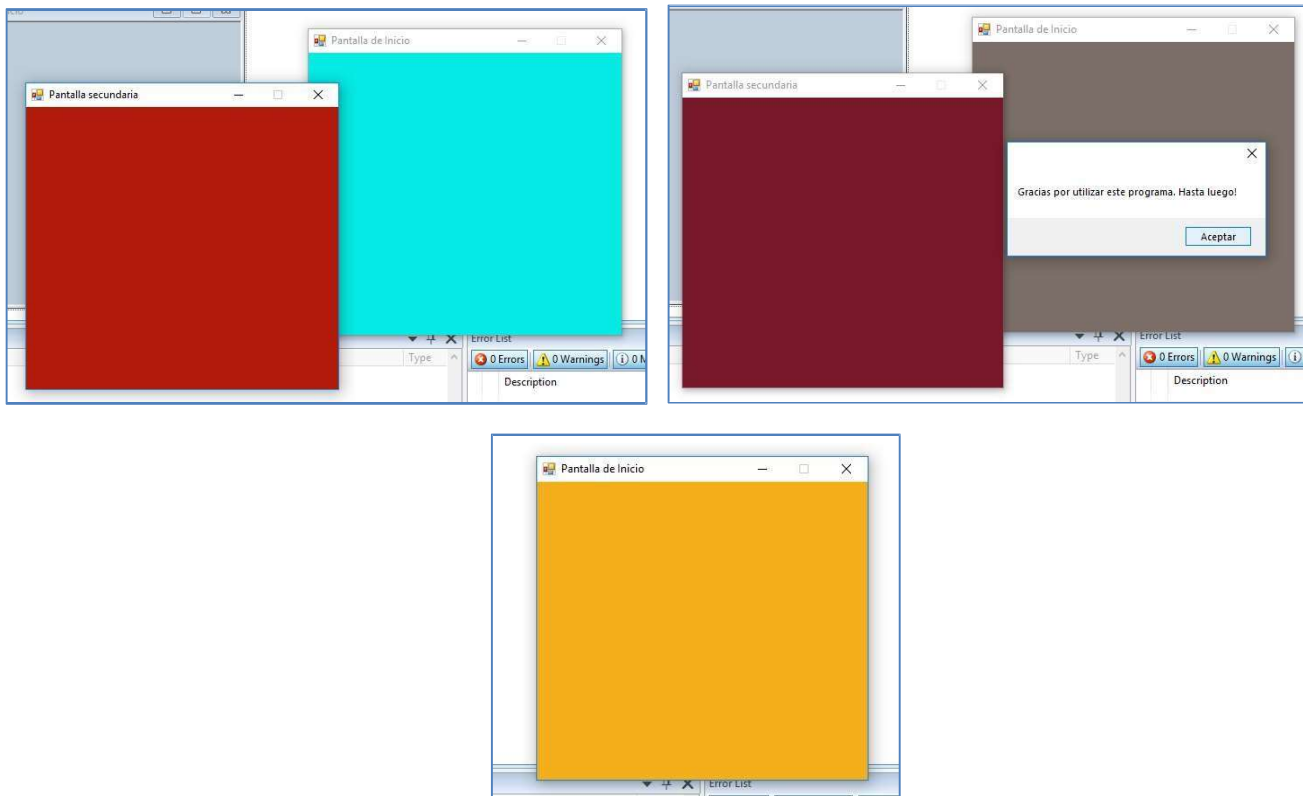 Pantalla de Inicio
Pantalla secundaria
Error List
Type
0 Errors
0 Warnings
Description
Pantalla de Inicio
Pantalla secundaria
Gracias por utilizar este programa. Hasta luego!
Aceptar
Error List
Type
0 Errors
0 Warnings
Description
Pantalla de Inicio
Error List